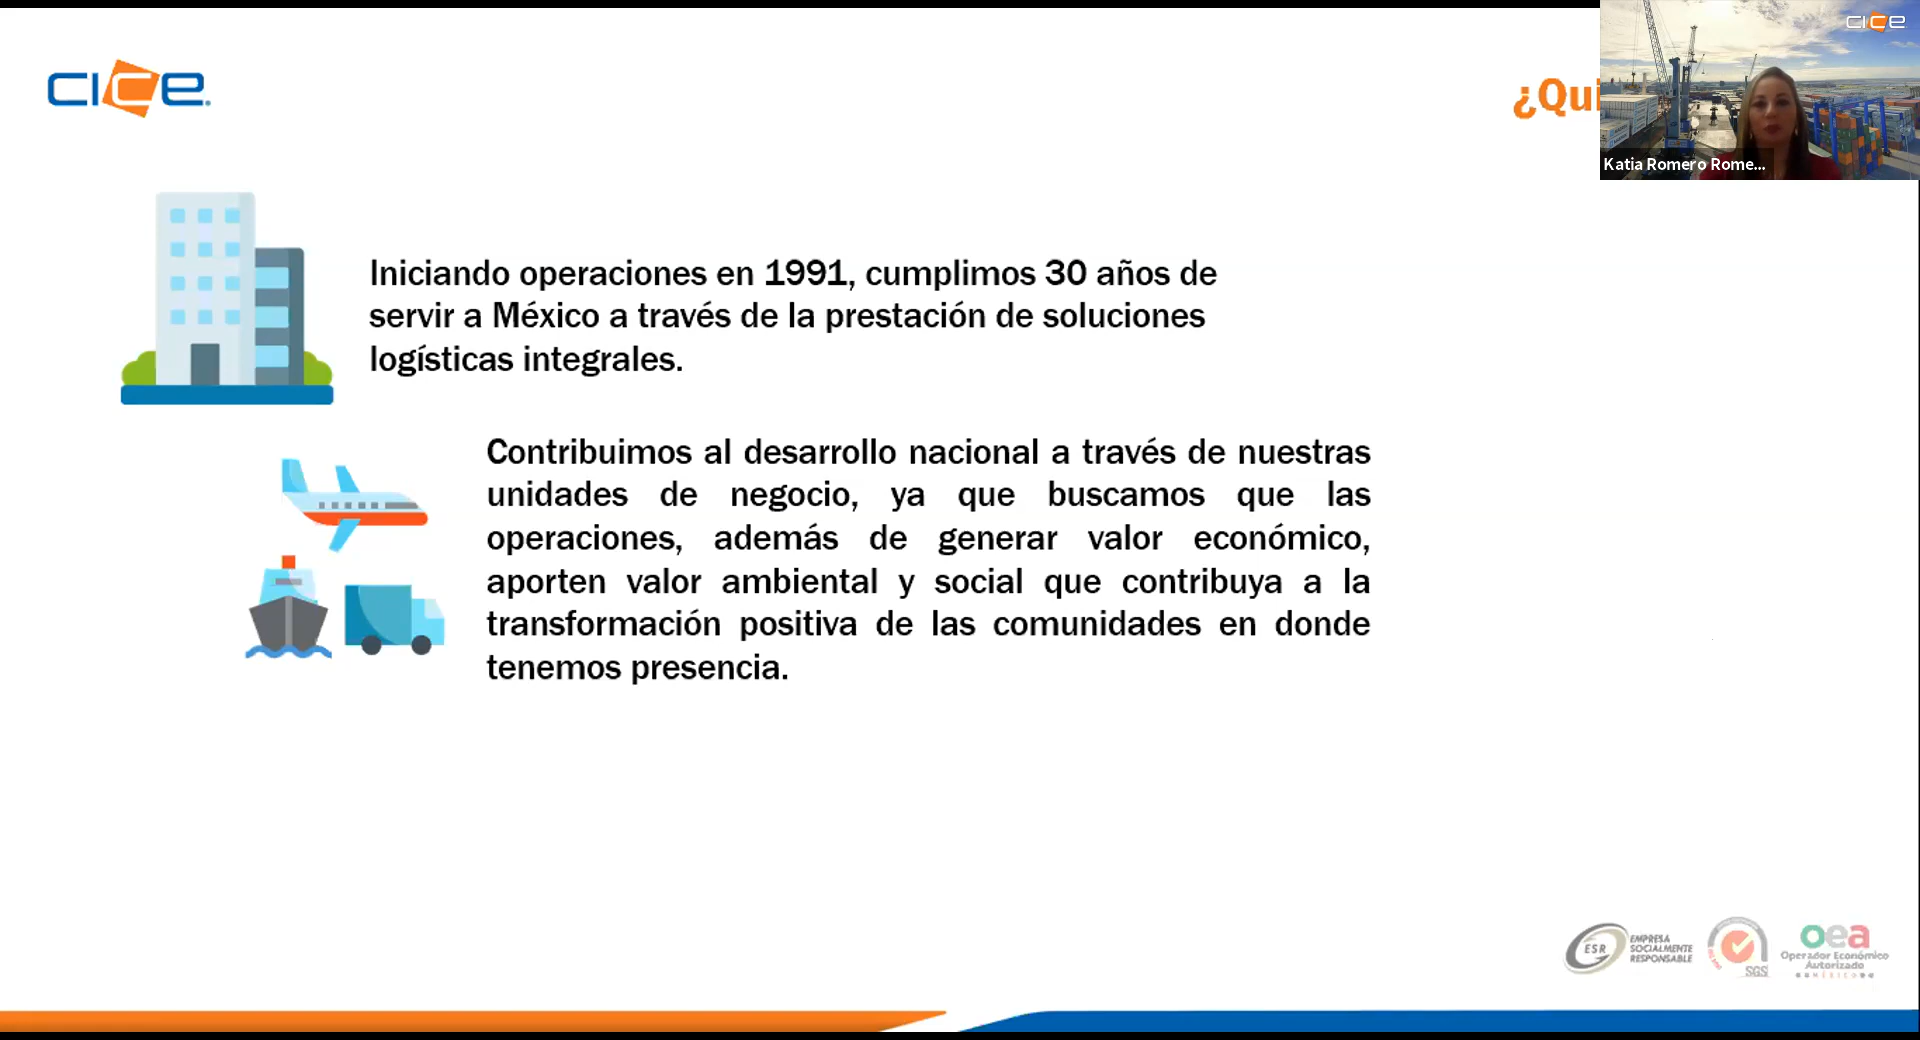 CICE
¿Qui
CICE
Katia Romero Rome...
Iniciando operaciones en 1991, cumplimos 30 años de
servir a México a través de la prestación de soluciones
logísticas integrales.
Contribuimos al desarrollo nacional a través de nuestras
unidades de negocio, ya que buscamos que las
operaciones, además de generar valor económico,
aporten valor ambiental y social que contribuya a la
transformación positiva de las comunidades en donde
tenemos presencia.
ESR
EMPRESA
SOCIALMENTE
RESPONSABLE
SGS
oea
Operador Económico
Autorizado
MÉXICO